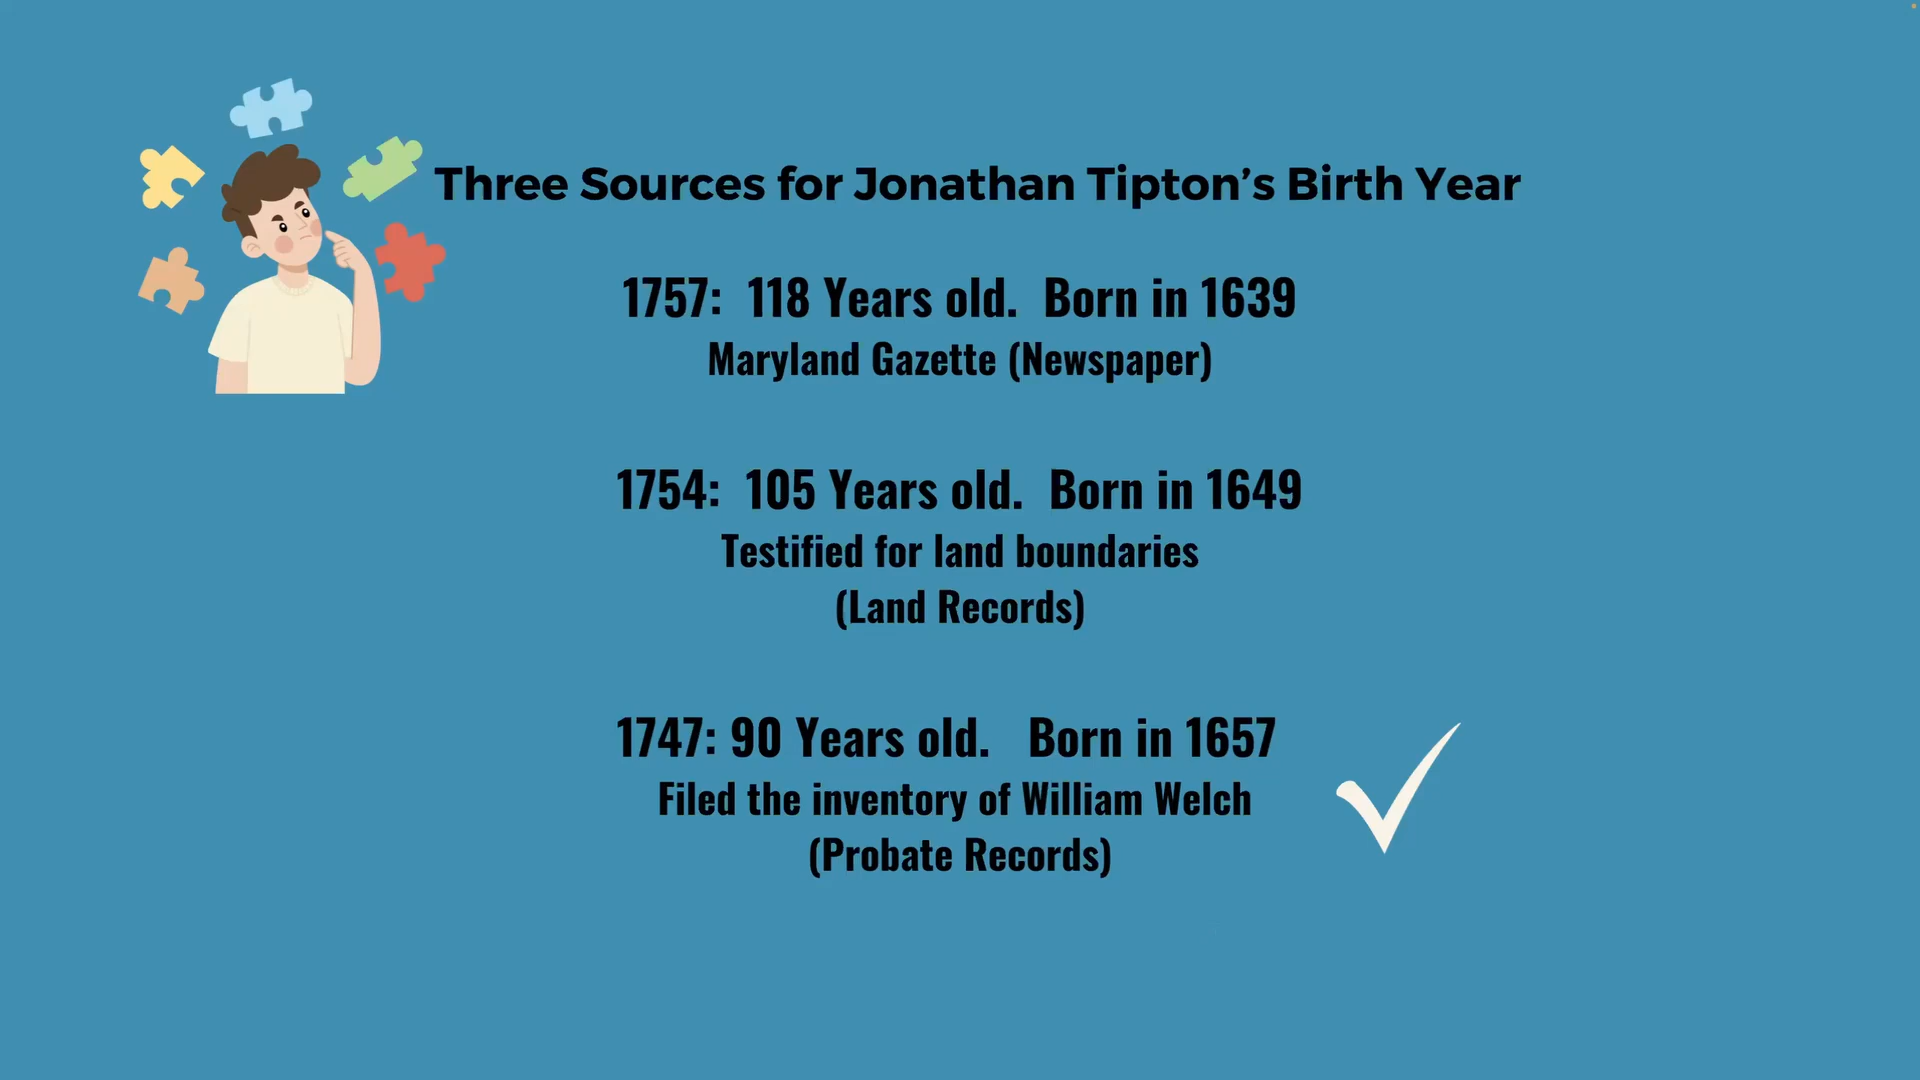 Three Sources for Jonathan Tipton’s Birth Year
1757: 118 Years old. Born in 1639
Maryland Gazette (Newspaper)
1754: 105 Years old. Born in 1649
Testified for land boundaries
(Land Records)
1747: 90 Years old. Born in 1657
Filed the inventory of William Welch
(Probate Records)